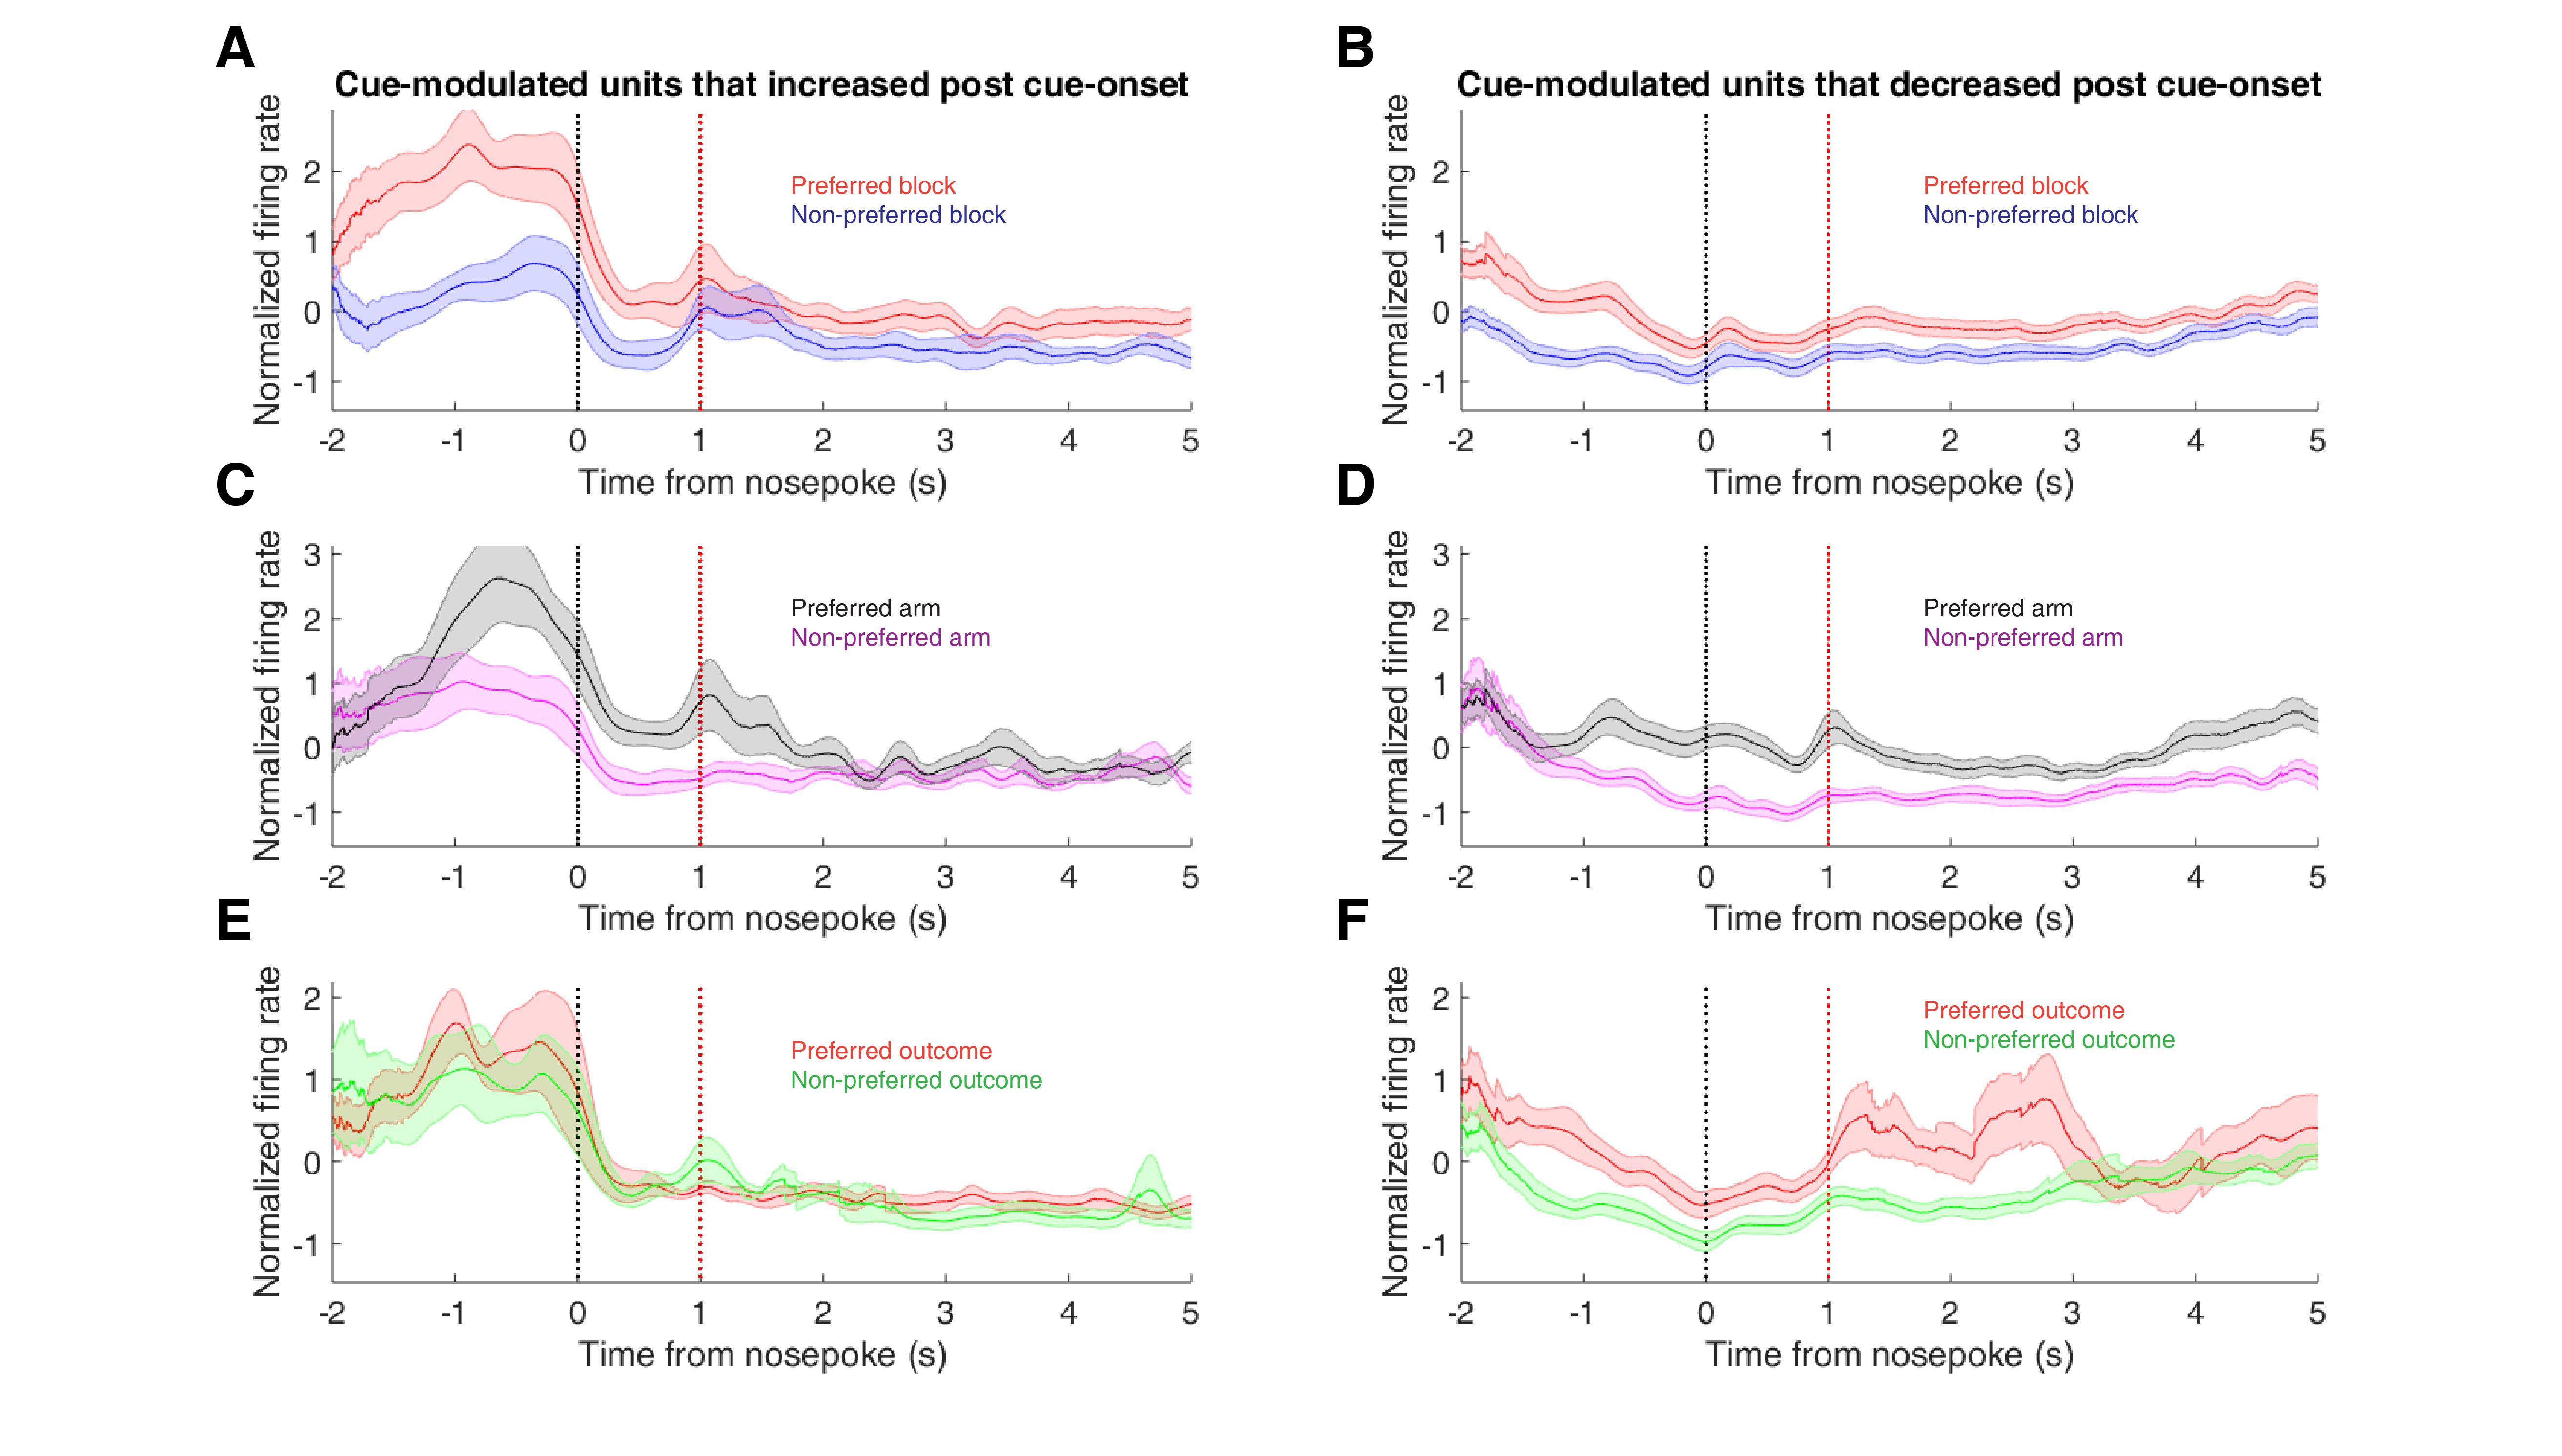 A
Cue-modulated units that increased post cue-onset
Normalized firing rate
2
1
0
-1
Preferred block
Non-preferred block
-2 -1 0 1 2 3 4 5
Time from nosepoke (s)
B
Cue-modulated units that decreased post cue-onset
Normalized firing rate
2
1
0
-1
Preferred block
Non-preferred block
-2 -1 0 1 2 3 4 5
Time from nosepoke (s)
C
Normalized firing rate
3
2
1
0
-1
Preferred arm
Non-preferred arm
-2 -1 0 1 2 3 4 5
Time from nosepoke (s)
D
Normalized firing rate
3
2
1
0
-1
Preferred arm
Non-preferred arm
-2 -1 0 1 2 3 4 5
Time from nosepoke (s)
E
Normalized firing rate
2
1
0
-1
Preferred outcome
Non-preferred outcome
-2 -1 0 1 2 3 4 5
Time from nosepoke (s)
F
Normalized firing rate
2
1
0
-1
Preferred outcome
Non-preferred outcome
-2 -1 0 1 2 3 4 5
Time from nosepoke (s)